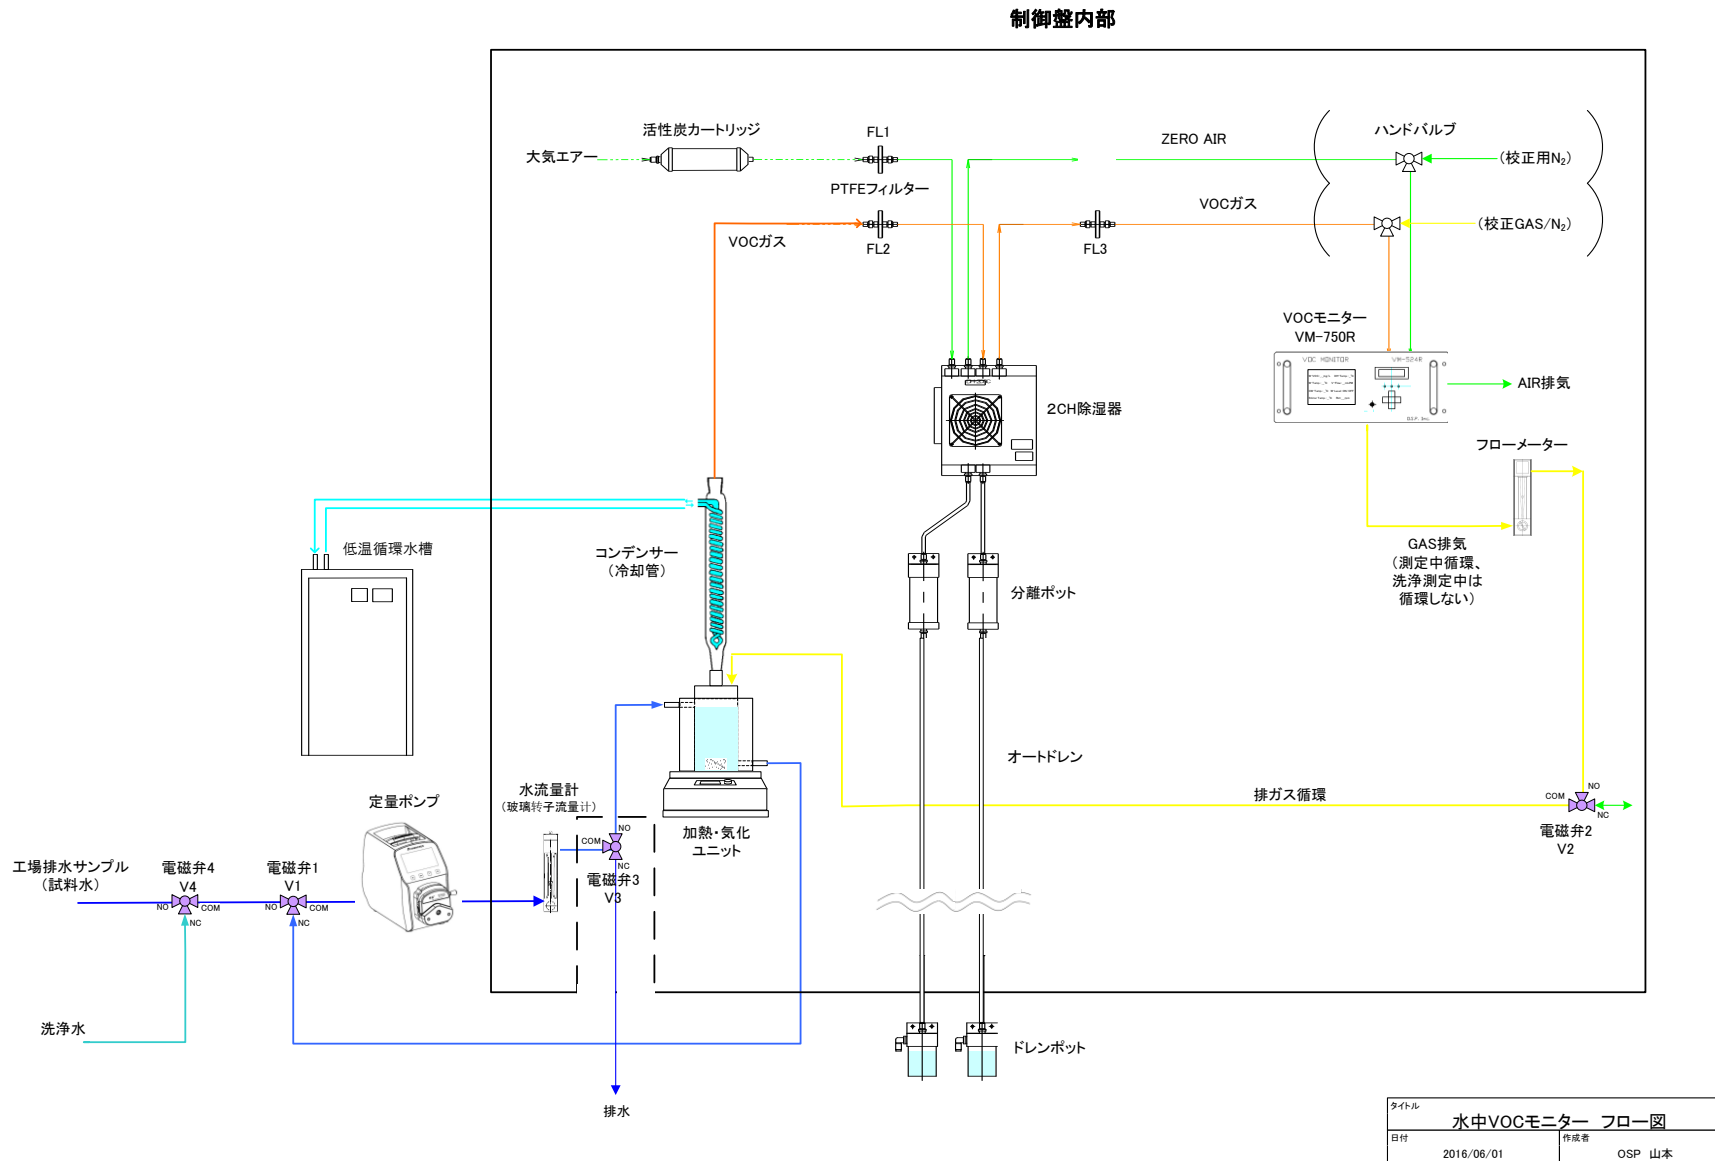 制御盤内部
活性炭カートリッジ
FL1
ZERO AIR
ハンドバルブ
大気エアー
(校正用N₂)
PTFEフィルター
VOCガス
FL2
FL3
VOCガス
(校正GAS/N₂)
VOCモニター
VM-750R
VOC MONITOR
VM-524R
O.S.P. Inc.
AIR排気
2CH除湿器
フローメーター
低温循環水槽
コンデンサー
(冷却管)
分離ポット
GAS排気
(測定中循環、
洗浄測定中は
循環しない)
オートドレン
排ガス循環
NO
COM
NC
電磁弁2
V2
定量ポンプ
水流量計
(玻璃转子流量计)
加熱・気化
ユニット
NO
COM
NC
電磁弁3
V3
工場排水サンプル
(試料水)
電磁弁4
V4
NO
COM
NC
電磁弁1
V1
NO
COM
NC
洗浄水
ドレンポット
排水
タイトル
水中VOCモニター フロー図
日付
2016/06/01
作成者
OSP 山本